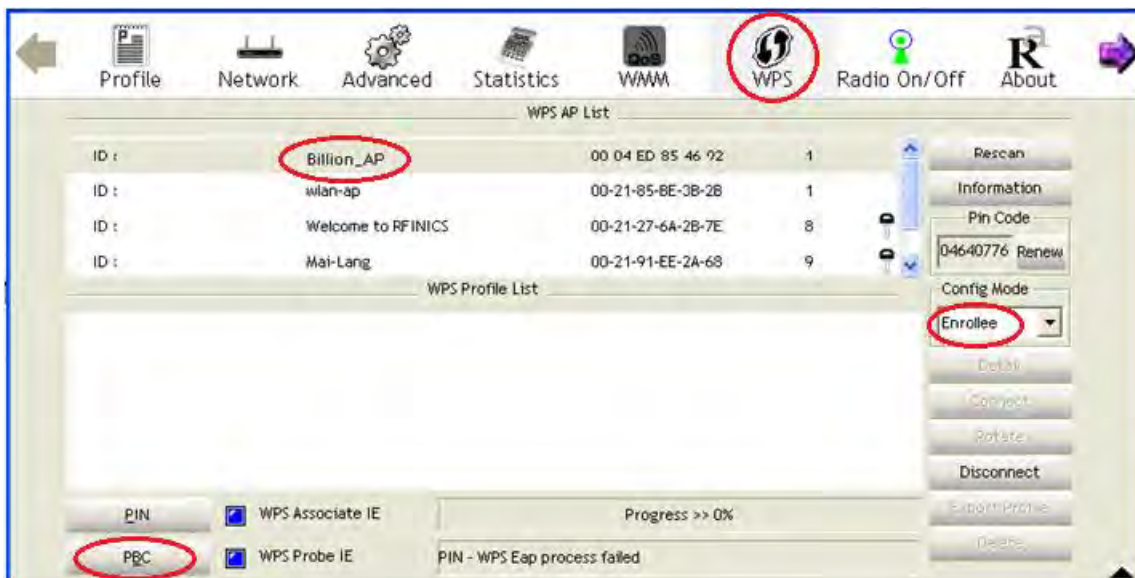 Profile Network Advanced Statistics WMM WPS Radio On/Off About
QoS
WPS AP List
ID : Billion_AP 00 04 ED 85 46 92 1
ID : wlan-ap 00-21-85-BE-3B-2B 1
ID : Welcome to RFINICS 00-21-27-6A-2B-7E 8
ID : Mai-Lang 00-21-91-EE-2A-68 9
Rescan
Information
Pin Code
04640776 Renew
Config Mode
Enrollee
WPS Profile List
Detail
Connect
Rotate
Disconnect
Export Profile
Delete
PIN WPS Associate IE Progress >> 0%
PBC WPS Probe IE PIN - WPS Eap process failed